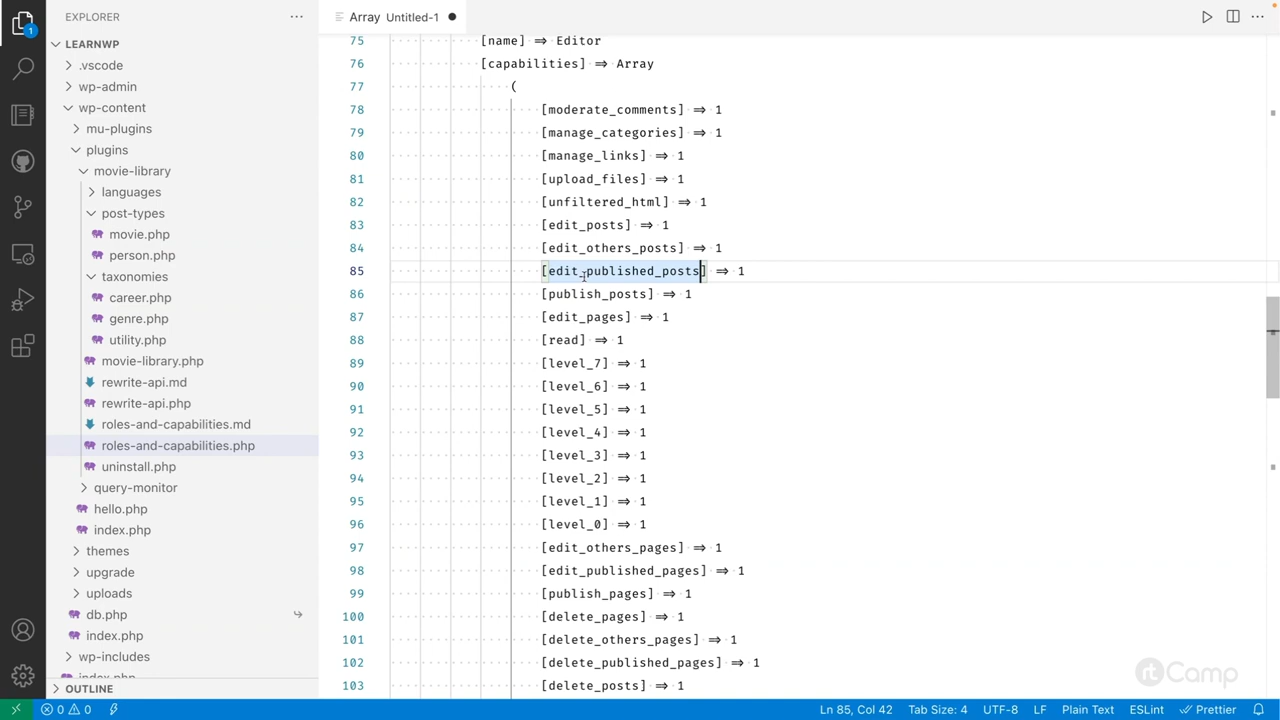 EXPLORER
1
LEARNWP
.vscode
wp-admin
wp-content
mu-plugins
plugins
movie-library
languages
post-types
movie.php
person.php
taxonomies
career.php
genre.php
utility.php
movie-library.php
rewrite-api.md
rewrite-api.php
roles-and-capabilities.md
roles-and-capabilities.php
uninstall.php
query-monitor
hello.php
index.php
themes
upgrade
uploads
db.php
index.php
wp-includes
index.php
OUTLINE
Array Untitled-1
75 [name] => Editor
76 [capabilities] => Array
77 (
78 [moderate_comments] => 1
79 [manage_categories] => 1
80 [manage_links] => 1
81 [upload_files] => 1
82 [unfiltered_html] => 1
83 [edit_posts] => 1
84 [edit_others_posts] => 1
85 [edit_published_posts] => 1
86 [publish_posts] => 1
87 [edit_pages] => 1
88 [read] => 1
89 [level_7] => 1
90 [level_6] => 1
91 [level_5] => 1
92 [level_4] => 1
93 [level_3] => 1
94 [level_2] => 1
95 [level_1] => 1
96 [level_0] => 1
97 [edit_others_pages] => 1
98 [edit_published_pages] => 1
99 [publish_pages] => 1
100 [delete_pages] => 1
101 [delete_others_pages] => 1
102 [delete_published_pages] => 1
103 [delete_posts] => 1
rtCamp
0 0
Ln 85, Col 42 Tab Size: 4 UTF-8 LF Plain Text ESLint Prettier